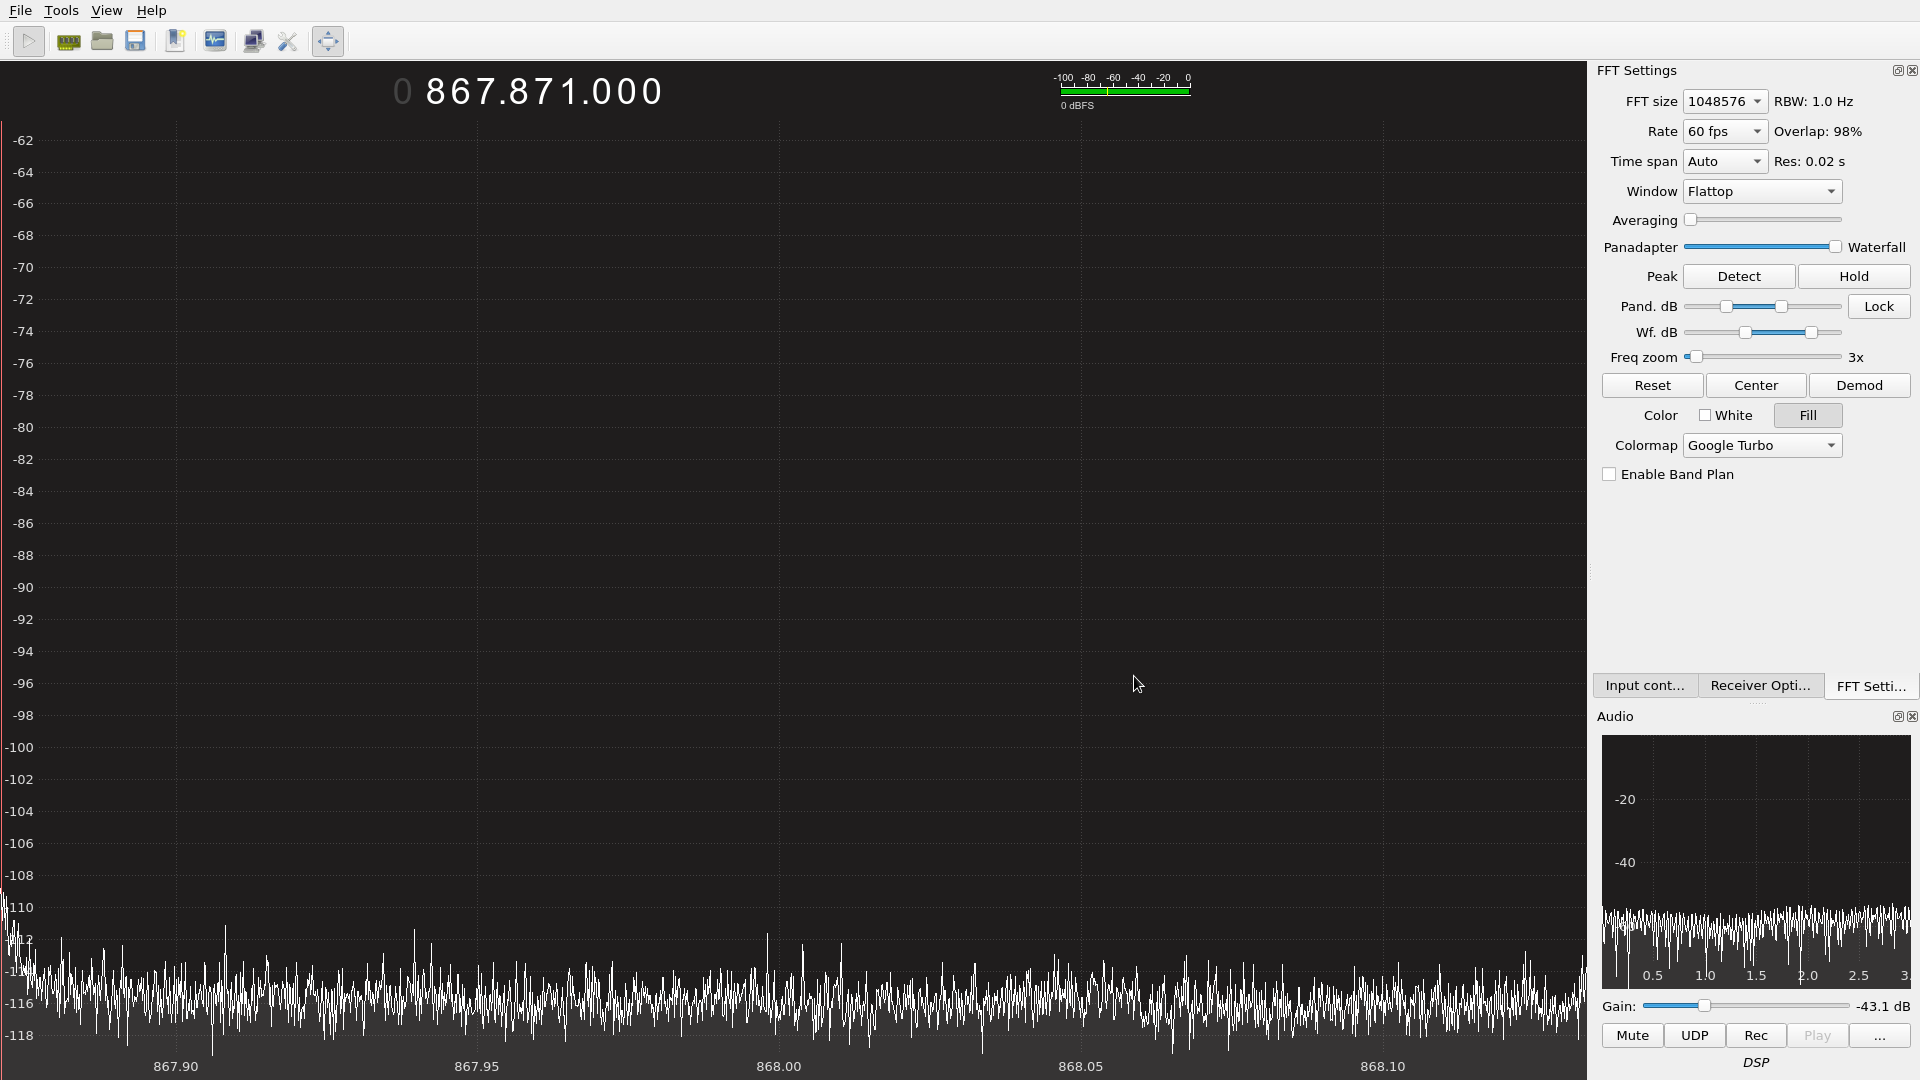 File Tools View Help
0 867.871.000
-100 -80 -60 -40 -20 0
0 dBFS
-62
-64
-66
-68
-70
-72
-74
-76
-78
-80
-82
-84
-86
-88
-90
-92
-94
-96
-98
-100
-102
-104
-106
-108
-110
-112
-114
-116
-118
867.90 867.95 868.00 868.05 868.10
FFT Settings
FFT size 1048576 RBW: 1.0 Hz
Rate 60 fps Overlap: 98%
Time span Auto Res: 0.02 s
Window Flattop
Averaging
Panadapter Waterfall
Peak Detect Hold
Pand. dB Lock
Wf. dB
Freq zoom 3x
Reset Center Demod
Color White Fill
Colormap Google Turbo
Enable Band Plan
Input cont... Receiver Opti... FFT Setti...
Audio
-20
-40
0.5 1.0 1.5 2.0 2.5 3.
Gain: -43.1 dB
Mute UDP Rec Play ...
DSP